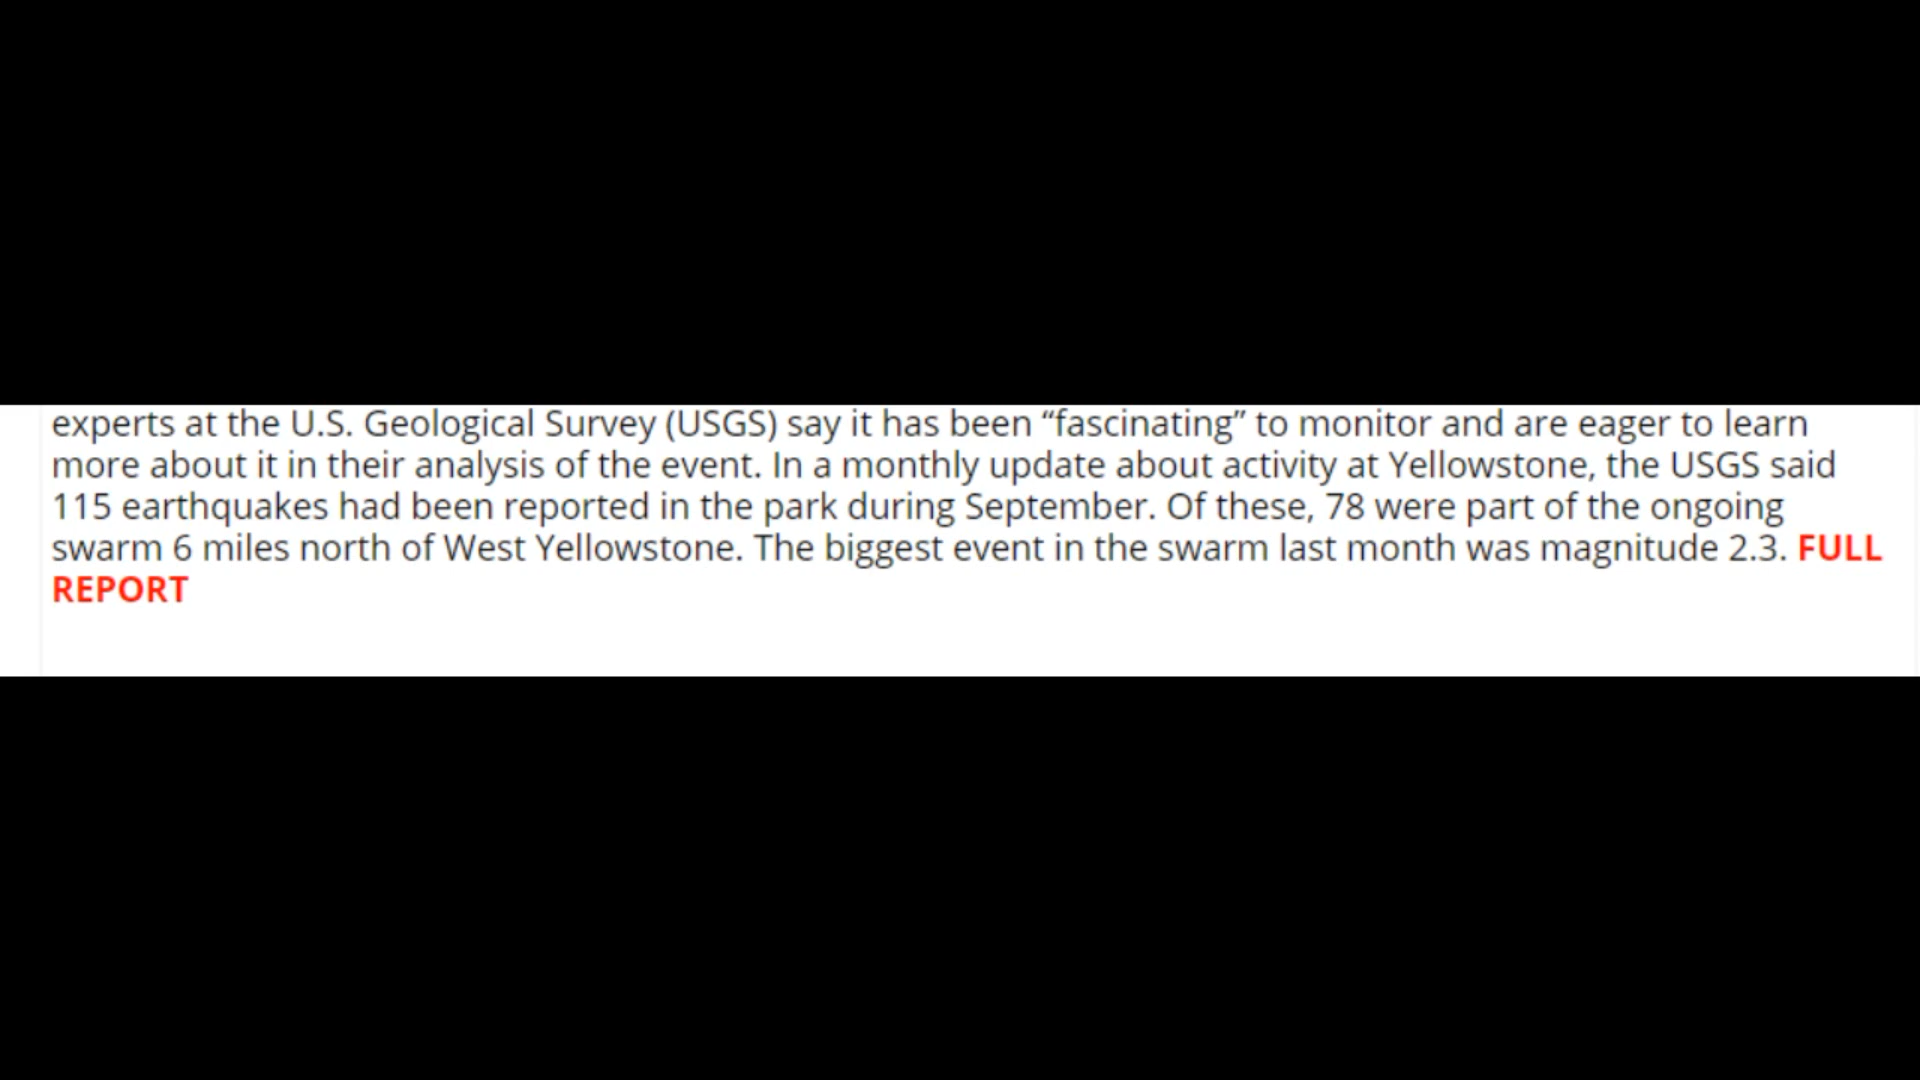 experts at the U.S. Geological Survey (USGS) say it has been “fascinating” to monitor and are eager to learn
more about it in their analysis of the event. In a monthly update about activity at Yellowstone, the USGS said
115 earthquakes had been reported in the park during September. Of these, 78 were part of the ongoing
swarm 6 miles north of West Yellowstone. The biggest event in the swarm last month was magnitude 2.3. FULL
REPORT